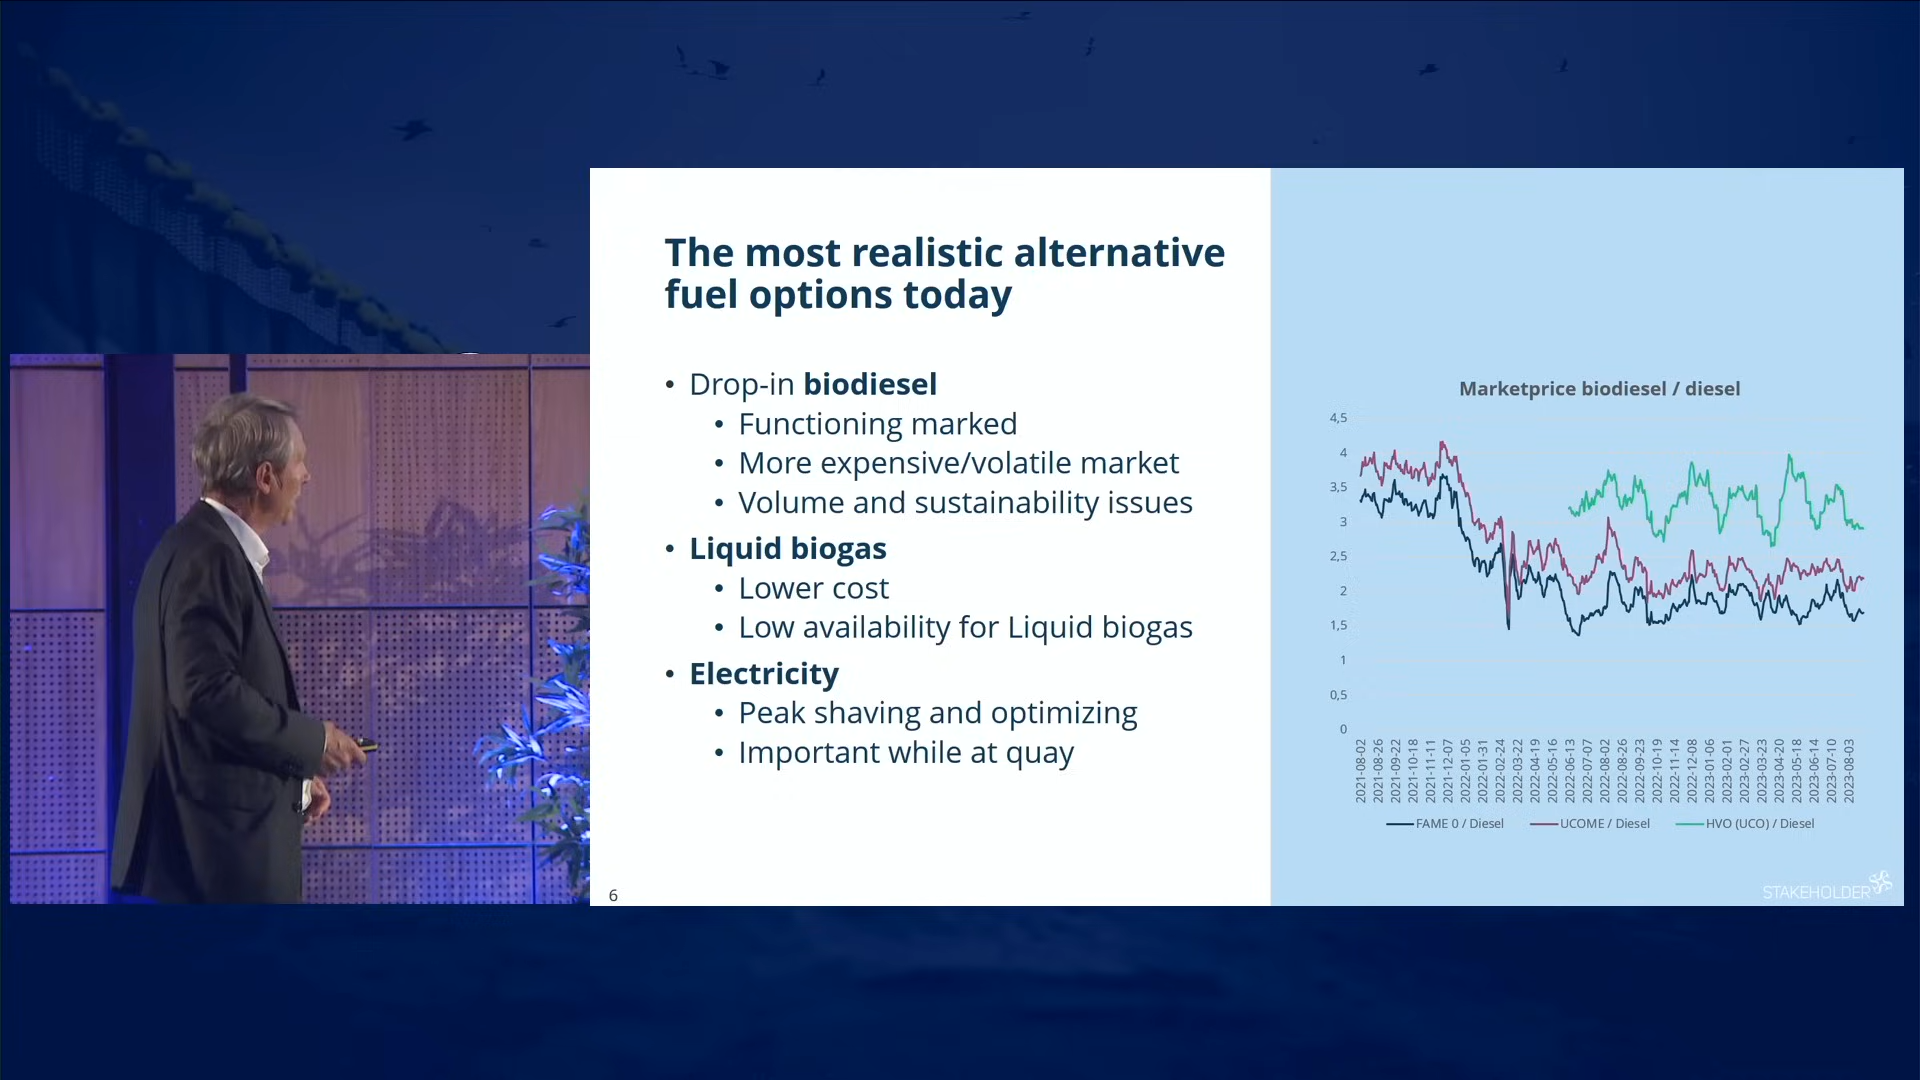 The most realistic alternative
fuel options today
• Drop-in biodiesel
• Functioning marked
• More expensive/volatile market
• Volume and sustainability issues
• Liquid biogas
• Lower cost
• Low availability for Liquid biogas
• Electricity
• Peak shaving and optimizing
• Important while at quay
6
Marketprice biodiesel / diesel
4,5
4
3,5
3
2,5
2
1,5
1
0,5
0
2021-08-02
2021-08-26
2021-09-22
2021-10-18
2021-11-11
2021-12-07
2022-01-05
2022-01-31
2022-02-24
2022-03-22
2022-04-19
2022-05-16
2022-06-13
2022-07-07
2022-08-02
2022-08-26
2022-09-23
2022-10-19
2022-11-14
2022-12-08
2023-01-06
2023-02-01
2023-02-27
2023-03-23
2023-04-20
2023-05-18
2023-06-14
2023-07-10
2023-08-03
FAME 0 / Diesel
UCOME / Diesel
HVO (UCO) / Diesel
STAKEHOLDER